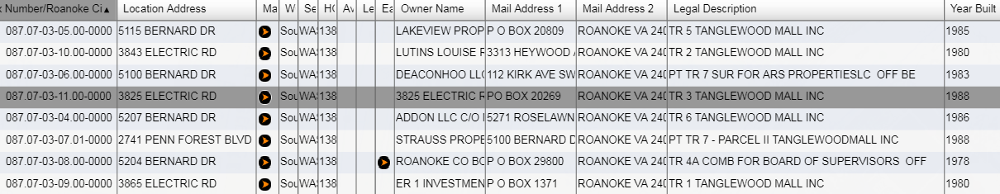 x Number/Roanoke Ci▲ Location Address Ma W Se HC Av Le Ea Owner Name Mail Address 1 Mail Address 2 Legal Description Year Built
087.07-03-05.00-0000 5115 BERNARD DR Sou WAS 138 LAKEVIEW PROP P O BOX 20809 ROANOKE VA 240 TR 5 TANGLEWOOD MALL INC 1985
087.07-03-10.00-0000 3843 ELECTRIC RD Sou WAS 138 LUTINS LOUISE R 3313 HEYWOOD A ROANOKE VA 240 TR 2 TANGLEWOOD MALL INC 1980
087.07-03-06.00-0000 5100 BERNARD DR Sou WAS 138 DEACONHOO LLC 112 KIRK AVE SW ROANOKE VA 240 PT TR 7 SUR FOR ARS PROPERTIESLC OFF BE 1983
087.07-03-11.00-0000 3825 ELECTRIC RD Sou WAS 138 3825 ELECTRIC R PO BOX 20269 ROANOKE VA 240 TR 3 TANGLEWOOD MALL INC 1988
087.07-03-04.00-0000 5207 BERNARD DR Sou WAS 138 ADDON LLC C/O I 5271 ROSELAWN ROANOKE VA 240 TR 6 TANGLEWOOD MALL INC 1986
087.07-03-07.01-0000 2741 PENN FOREST BLVD Sou WAS 138 STRAUSS PROPE 5100 BERNARD D ROANOKE VA 240 PT TR 7 - PARCEL II TANGLEWOODMALL INC 1988
087.07-03-08.00-0000 5204 BERNARD DR Sou WAS 138 ROANOKE CO BO P O BOX 29800 ROANOKE VA 240 TR 4A COMB FOR BOARD OF SUPERVISORS OFF 1978
087.07-03-09.00-0000 3865 ELECTRIC RD Sou WAS 138 ER 1 INVESTMEN P O BOX 1371 ROANOKE VA 240 TR 1 TANGLEWOOD MALL INC 1980